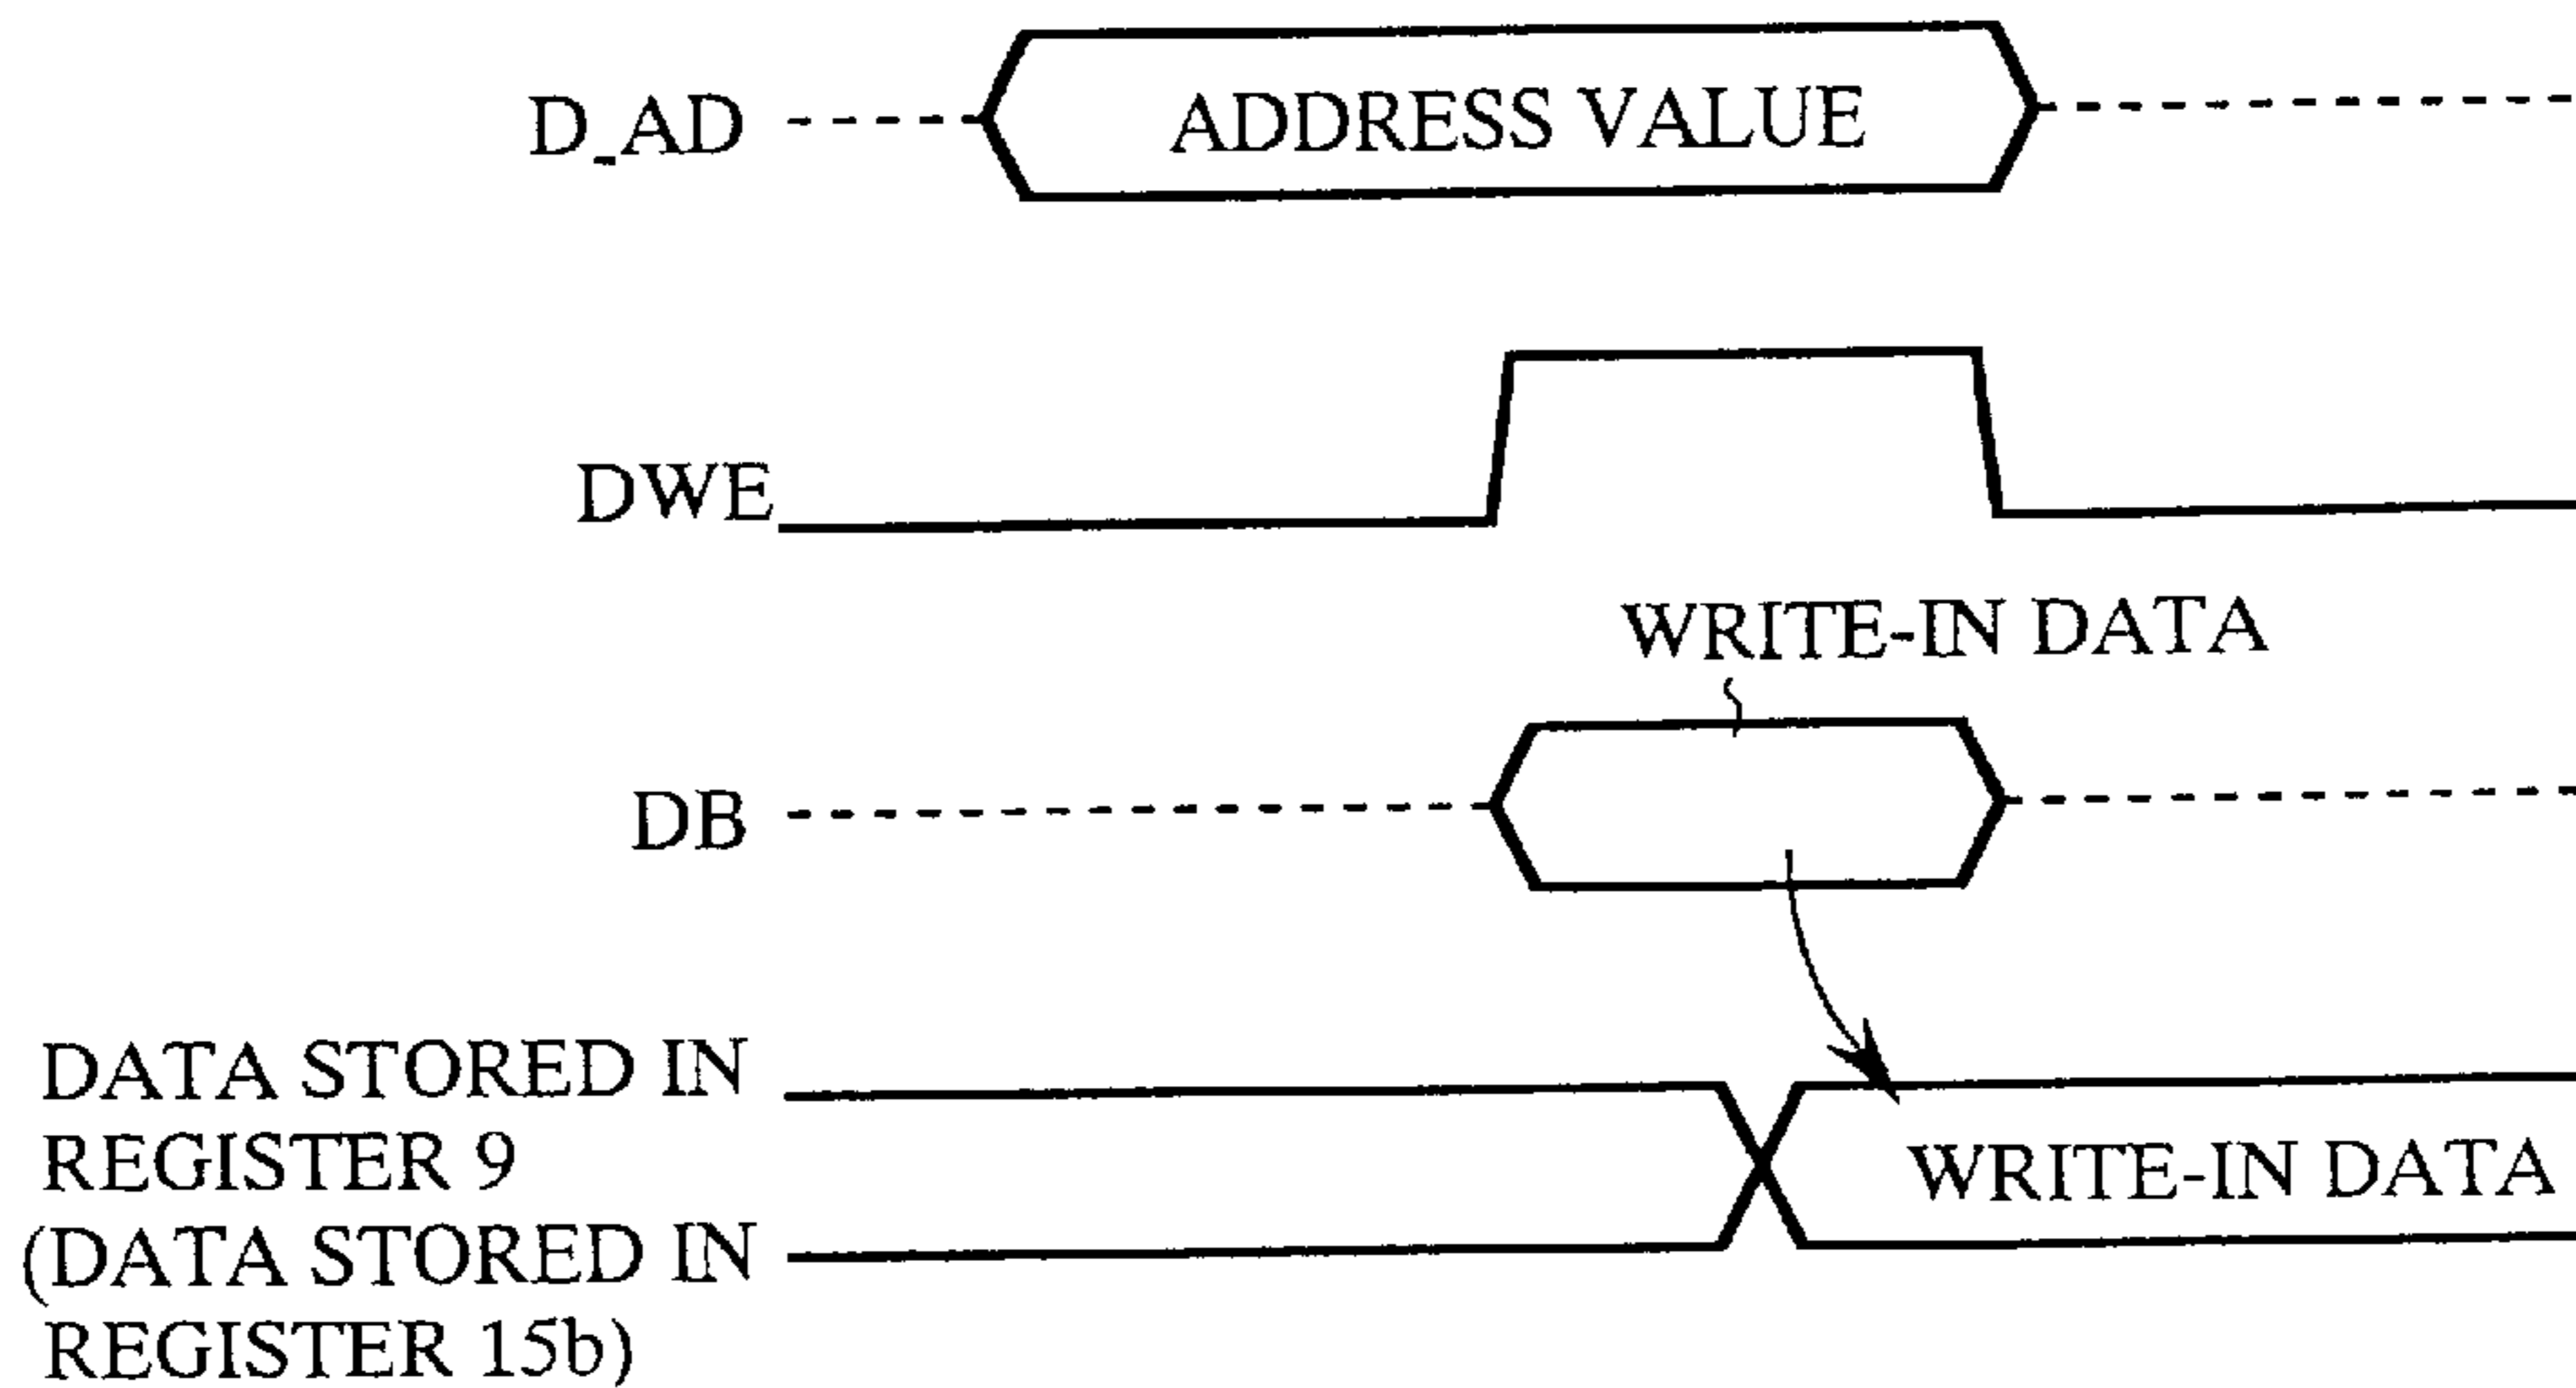 D_AD
ADDRESS VALUE
DWE
WRITE-IN DATA
DB
DATA STORED IN
REGISTER 9
(DATA STORED IN
REGISTER 15b)
WRITE-IN DATA